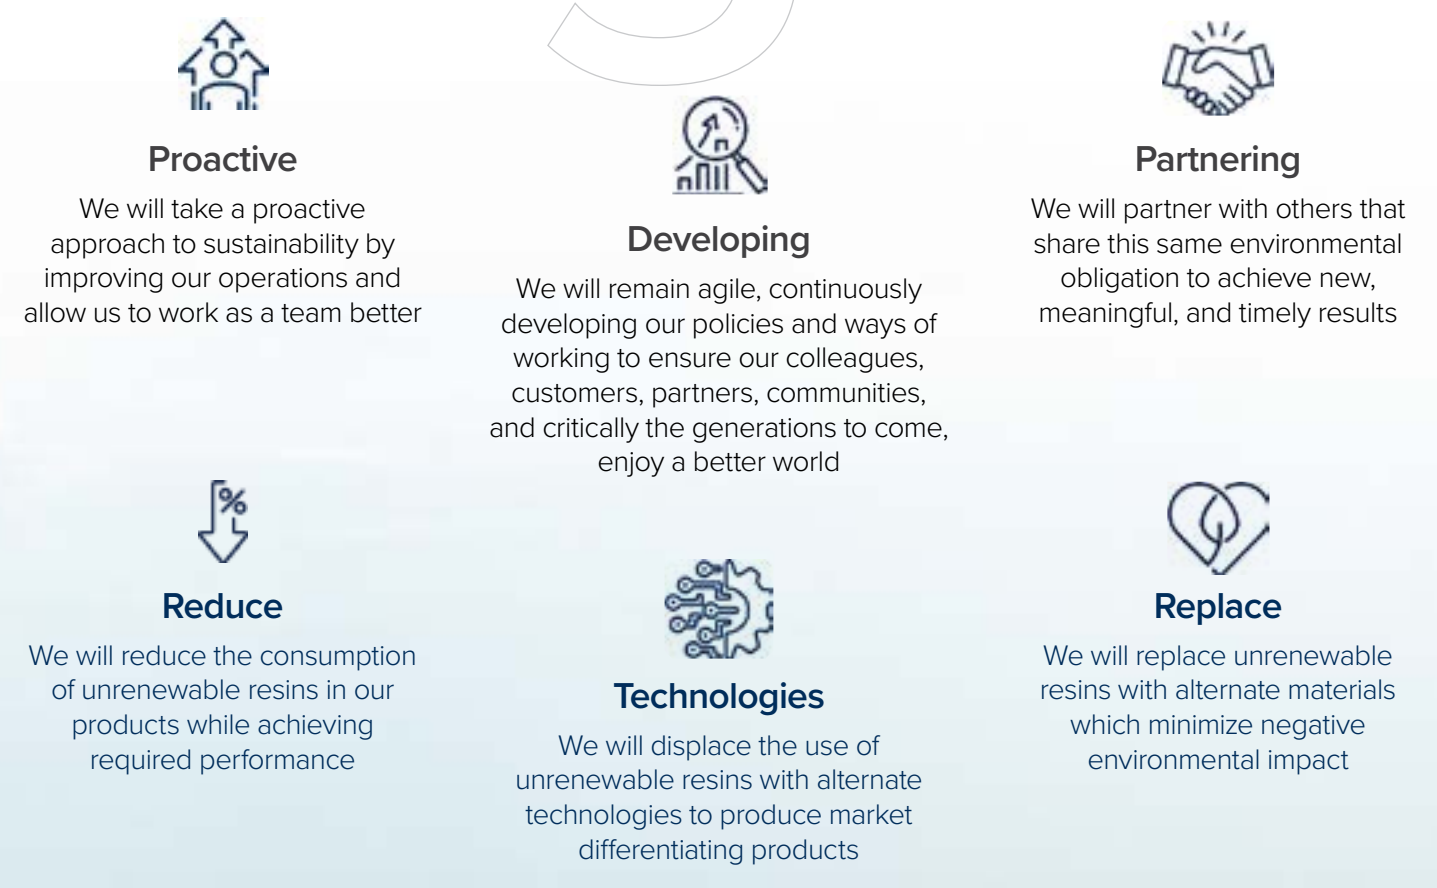 Proactive
We will take a proactive
approach to sustainability by
improving our operations and
allow us to work as a team better
Developing
We will remain agile, continuously
developing our policies and ways of
working to ensure our colleagues,
customers, partners, communities,
and critically the generations to come,
enjoy a better world
Partnering
We will partner with others that
share this same environmental
obligation to achieve new,
meaningful, and timely results
%
Reduce
We will reduce the consumption
of unrenewable resins in our
products while achieving
required performance
Technologies
We will displace the use of
unrenewable resins with alternate
technologies to produce market
differentiating products
Replace
We will replace unrenewable
resins with alternate materials
which minimize negative
environmental impact